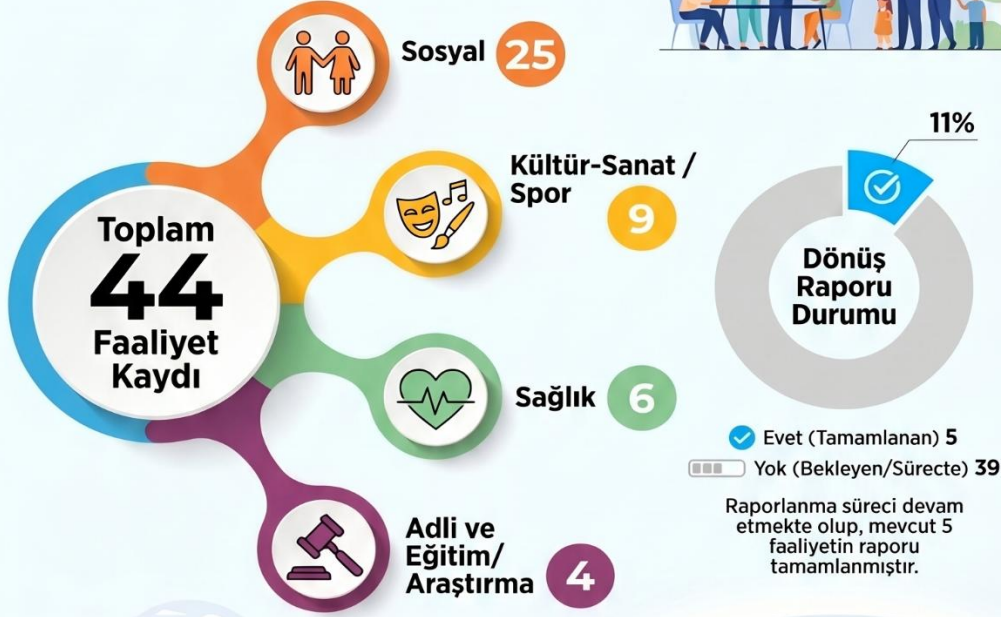 Toplam
44
Faaliyet
Kaydı
Sosyal 25
Kültür-Sanat /
Spor
9
Sağlık 6
Adli ve
Eğitim/
Araştırma 4
11%
Dönüş
Raporu
Durumu
Evet (Tamamlanan) 5
Yok (Bekleyen/Sürecte) 39
Raporlanma süreci devam
etmekte olup, mevcut 5
faaliyetin raporu
tamamlanmıştır.